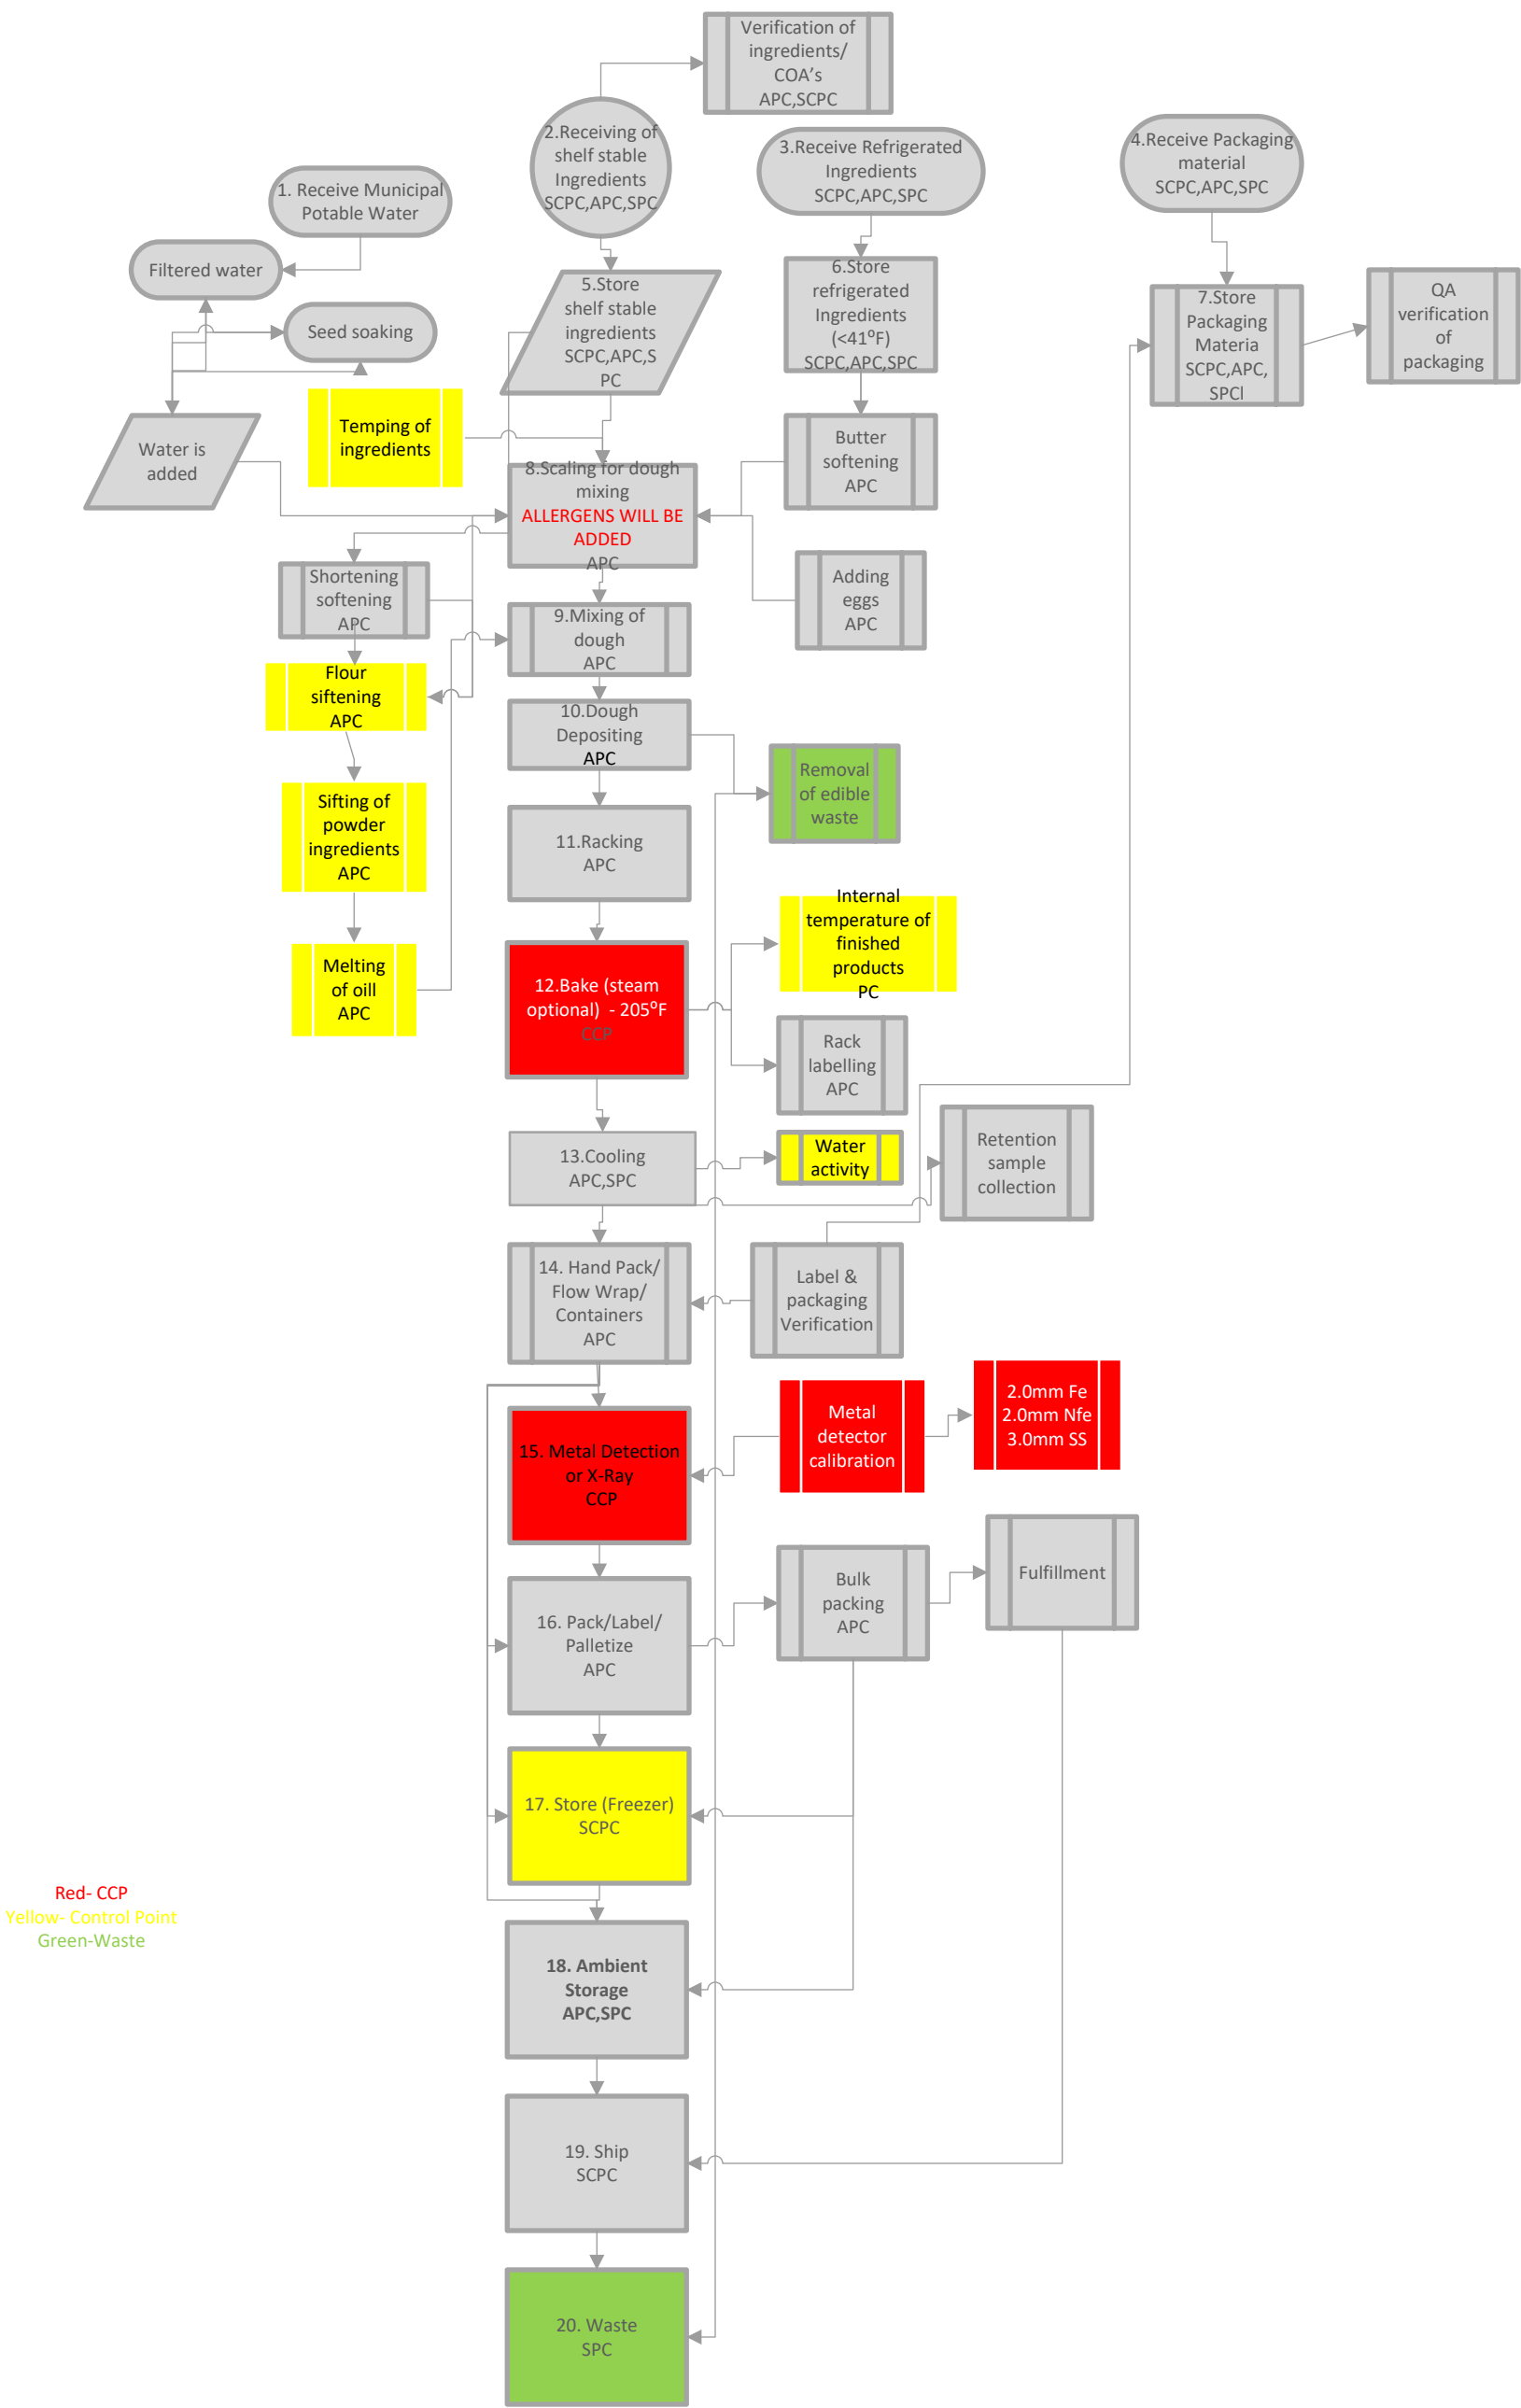 Verification of
ingredients/
COA's
APC,SCPC
2.Receiving of
shelf stable
Ingredients
SCPC,APC,SPC
3.Receive Refrigerated
Ingredients
SCPC,APC,SPC
4.Receive Packaging
material
SCPC,APC,SPC
1. Receive Municipal
Potable Water
Filtered water
Seed soaking
5.Store
shelf stable
ingredients
SCPC,APC,S
PC
6.Store
refrigerated
Ingredients
(<41⁰F)
SCPC,APC,SPC
7.Store
Packaging
Materia
SCPC,APC,
SPCl
QA
verification
of
packaging
Temping of
ingredients
Water is
added
8.Scaling for dough
mixing
ALLERGENS WILL BE
ADDED
APC
Butter
softening
APC
Shortening
softening
APC
Adding
eggs
APC
9.Mixing of
dough
APC
Flour
siftening
APC
10.Dough
Depositing
APC
Removal
of edible
waste
Sifting of
powder
ingredients
APC
11.Racking
APC
Internal
temperature of
finished
products
PC
Melting
of oill
APC
12.Bake (steam
optional)  - 205⁰F
CCP
Rack
labelling
APC
13.Cooling
APC,SPC
Water
activity
Retention
sample
collection
14. Hand Pack/
Flow Wrap/
Containers
APC
Label &
packaging
Verification
15. Metal Detection
or X-Ray
CCP
Metal
detector
calibration
2.0mm Fe
2.0mm Nfe
3.0mm SS
16. Pack/Label/
Palletize
APC
Bulk
packing
APC
Fulfillment
17. Store (Freezer)
SCPC
Red- CCP
Yellow- Control Point
Green-Waste
18. Ambient
Storage
APC,SPC
19. Ship
SCPC
20. Waste
SPC